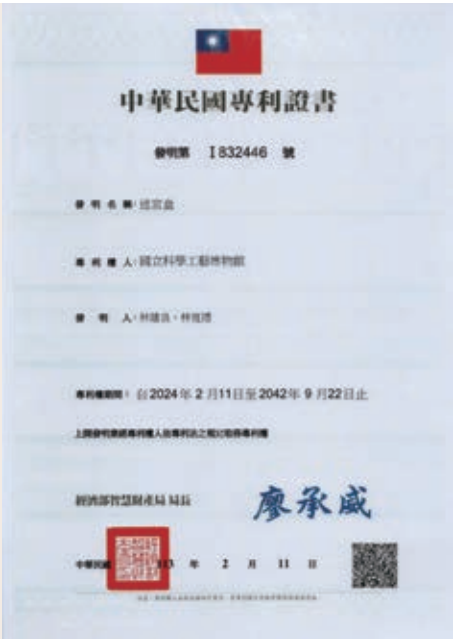 中華民國專利證書
發明第 I832446 號
發明名稱：迷宮盒
專利權人：國立科學工藝博物館
發明人：林
專利權期間：自2024年2月11日至2042年9月22日止
上開發明業經專利權人依專利法之規定取得專利權
經濟部智慧財產局 局長 廖承威
中華民國 113 年 2 月 11 日